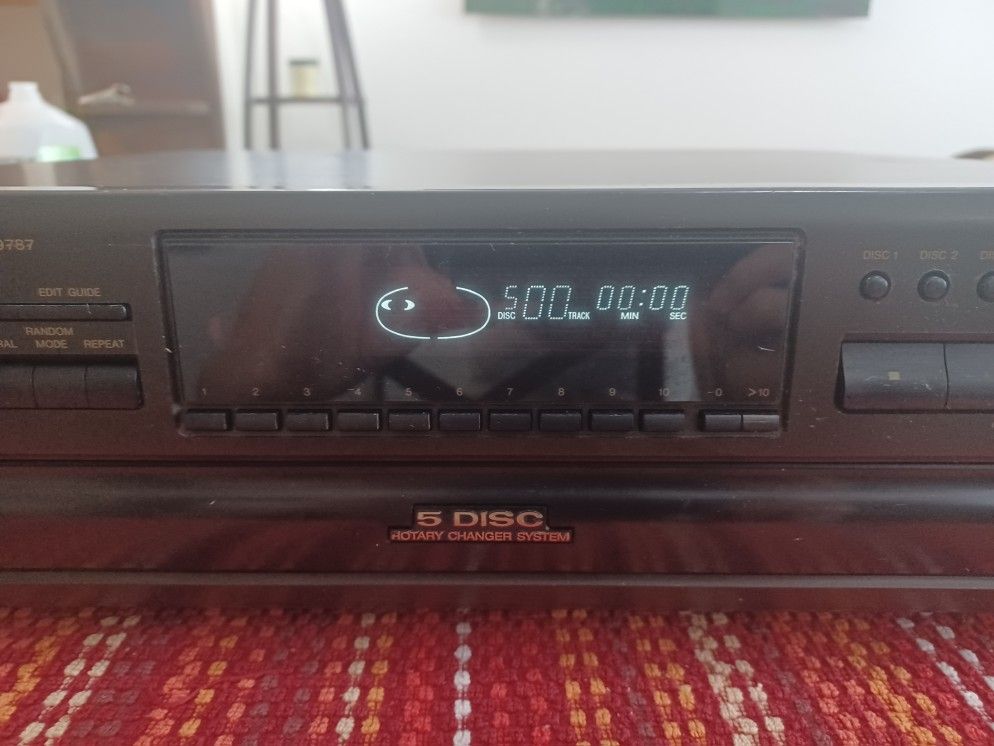 9787
EDIT GUIDE
RANDOM
MODE REPEAT
5 00 00:00
DISC TRACK MIN SEC
1 2 3 4 5 6 7 8 9 10 -0 >10
DISC 1 DISC 2
5 DISC
ROTARY CHANGER SYSTEM